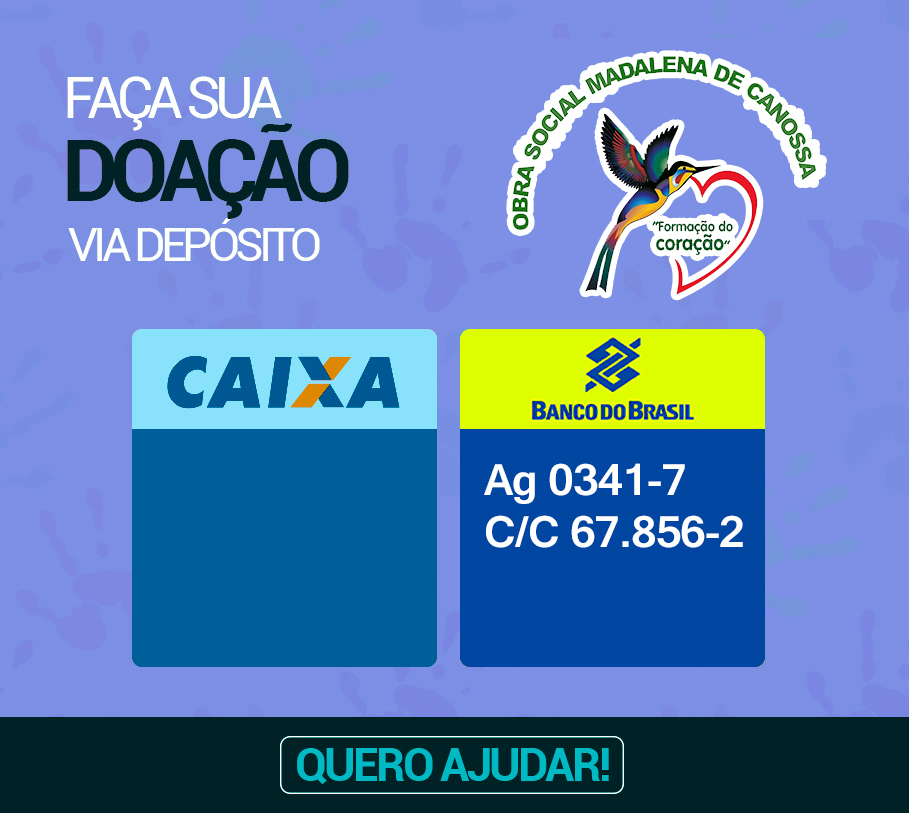 FAÇA SUA
DOAÇÃO
VIA DEPÓSITO
OBRA SOCIAL MADALENA DE CANOSSA
"Formação do
coração"
CAIXA
BANCO DO BRASIL
Ag 0341-7
C/C 67.856-2
QUERO AJUDAR!